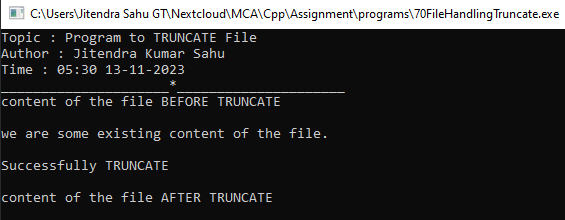 C:\Users\Jitendra Sahu GT\Nextcloud\MCA\Cpp\Assignment\programs\70FileHandlingTruncate.exe
Topic : Program to TRUNCATE File
Author : Jitendra Kumar Sahu
Time : 05:30 13-11-2023
_____________________*_____________________
content of the file BEFORE TRUNCATE
we are some existing content of the file.
Successfully TRUNCATE
content of the file AFTER TRUNCATE